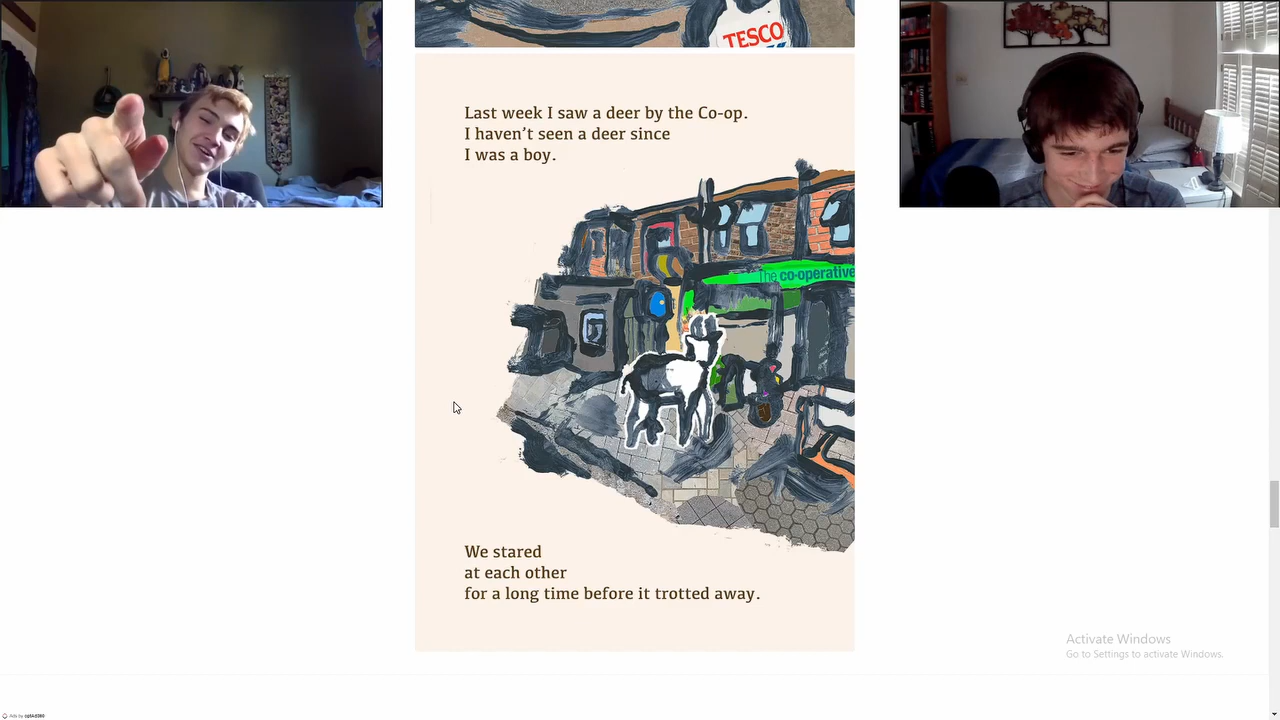 TESCO
Last week I saw a deer by the Co-op.
I haven't seen a deer since
I was a boy.
The co-operative
We stared
at each other
for a long time before it trotted away.
Activate Windows
Go to Settings to activate Windows.
Ads by